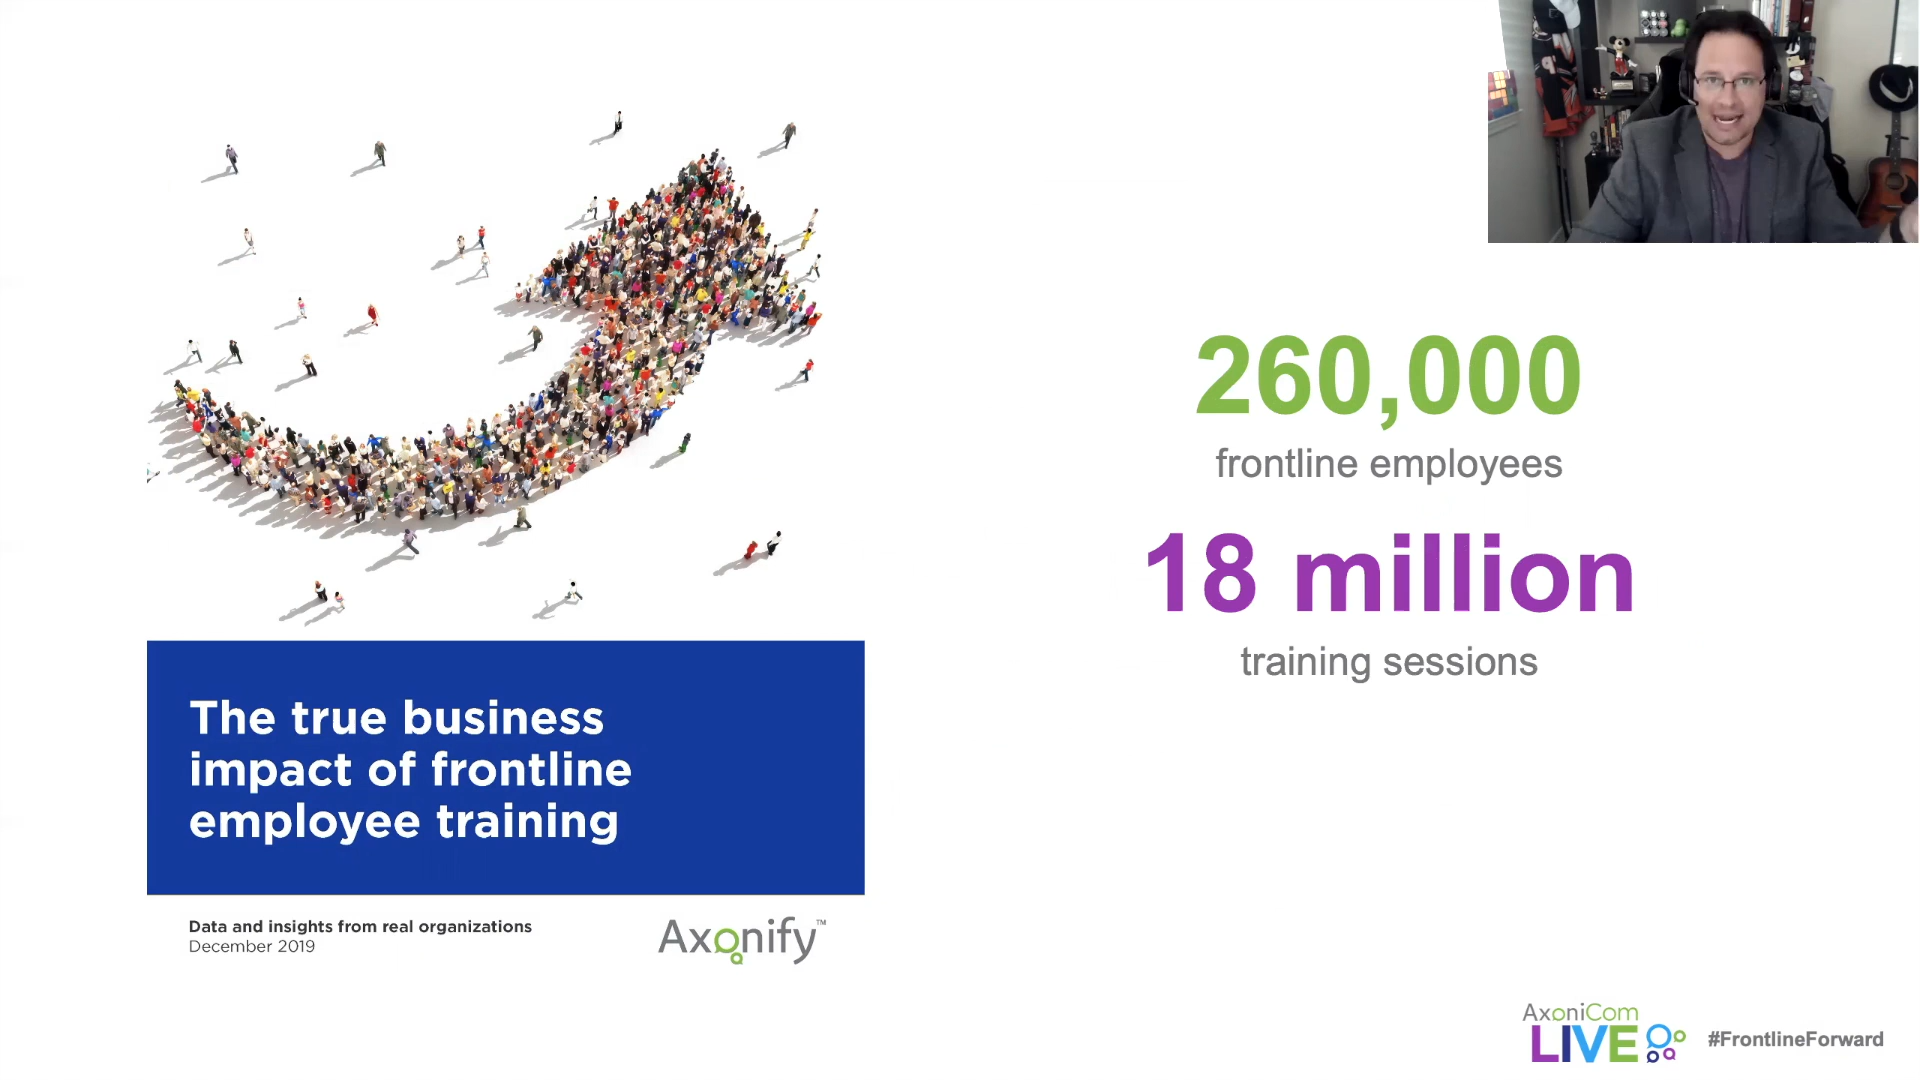 260,000
frontline employees
18 million
training sessions
The true business
impact of frontline
employee training
Data and insights from real organizations
December 2019
Axonify™
AxoniCom
LIVE
#FrontlineForward